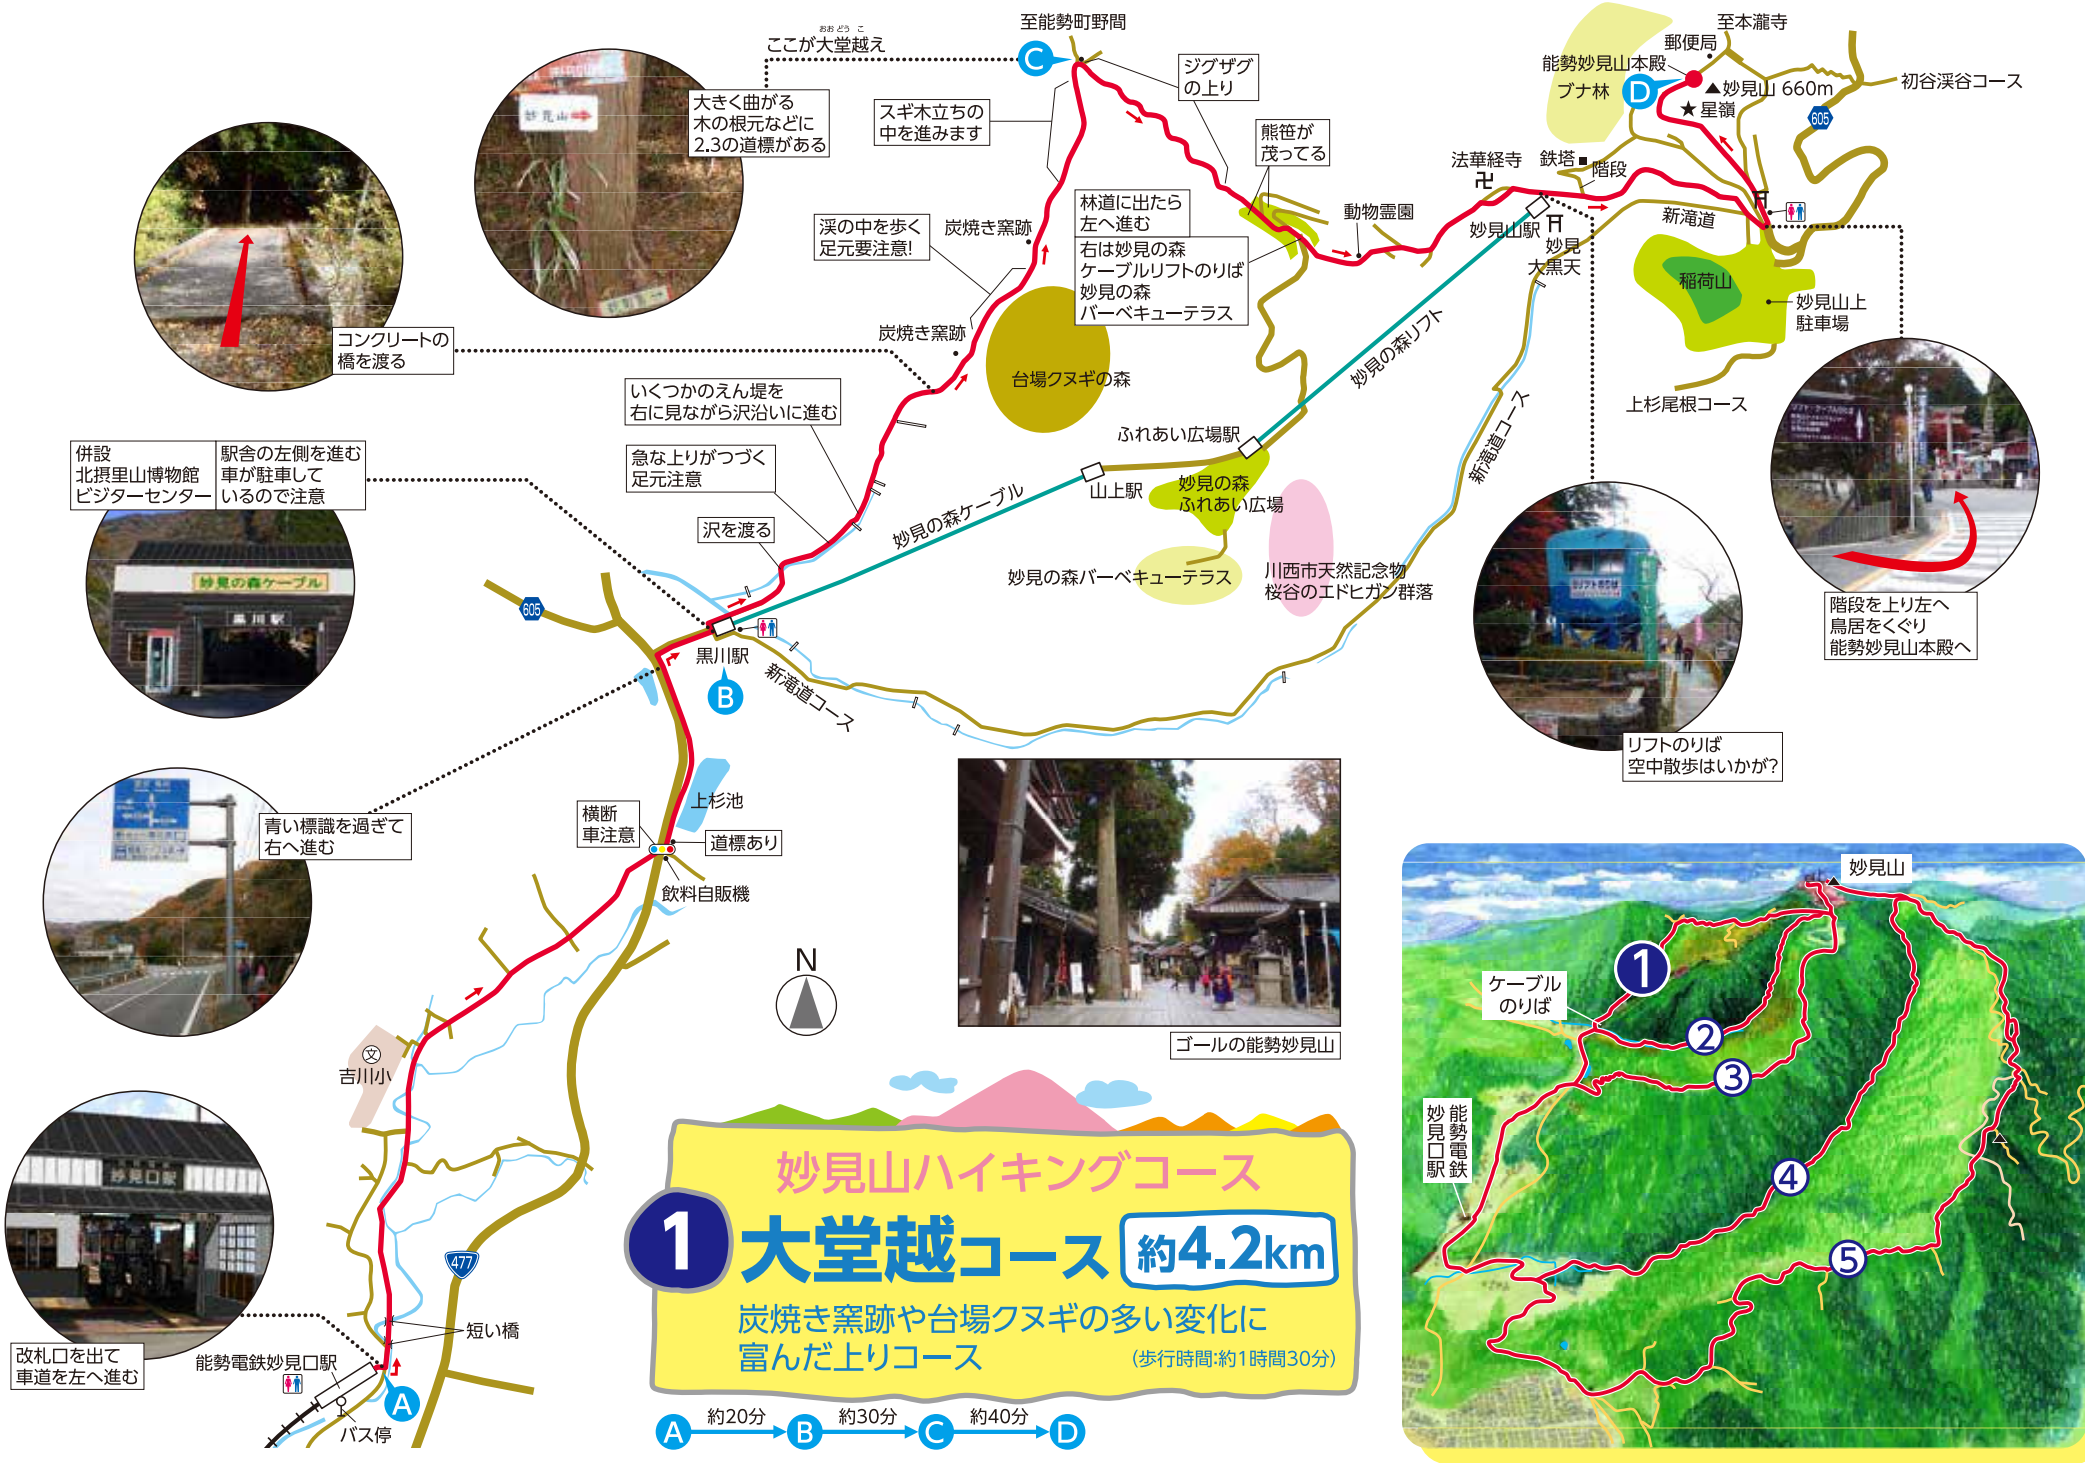 妙見山ハイキングコース
1
大堂越コース
約4.2km
炭焼き窯跡や台場クヌギの多い変化に
富んだ上りコース
(歩行時間:約1時間30分)
A 約20分 B 約30分 C 約40分 D
おおどうこ
ここが大堂越え
C
至能勢町野間
大きく曲がる
木の根元などに
2.3の道標がある
妙見山
スギ木立ちの
中を進みます
ジグザグ
の上り
熊笹が
茂ってる
渓の中を歩く
足元要注意!
炭焼き窯跡
炭焼き窯跡
林道に出たら
左へ進む
右は妙見の森
ケーブルリフトのりば
妙見の森
バーベキューテラス
動物霊園
法華経寺
卍
鉄塔
階段
妙見山駅
妙見
大黒天
新滝道
至本瀧寺
郵便局
能勢妙見山本殿
ブナ林
D
▲妙見山 660m
★星嶺
初谷渓谷コース
605
稲荷山
妙見山上
駐車場
上杉尾根コース
コンクリートの
橋を渡る
台場クヌギの森
いくつかのえん堤を
右に見ながら沢沿いに進む
急な上りがつづく
足元注意
沢を渡る
妙見の森ケーブル
妙見の森リフト
ふれあい広場駅
山上駅
妙見の森
ふれあい広場
妙見の森バーベキューテラス
川西市天然記念物
桜谷のエドヒガン群落
新滝道コース
新滝道コース
併設
北摂里山博物館
ビジターセンター
駅舎の左側を進む
車が駐車して
いるので注意
妙見の森ケーブル
黒川駅
605
黒川駅
B
リフトのりば
リフトのりば
空中散歩はいかが?
階段を上り左へ
鳥居をくぐり
能勢妙見山本殿へ
青い標識を過ぎて
右へ進む
横断
車注意
上杉池
道標あり
飲料自販機
N
ゴールの能勢妙見山
文
吉川小
477
妙見口駅
改札口を出て
車道を左へ進む
能勢電鉄妙見口駅
短い橋
A
バス停
妙見山
ケーブル
のりば
能勢電鉄
妙見口駅
1
2
3
4
5